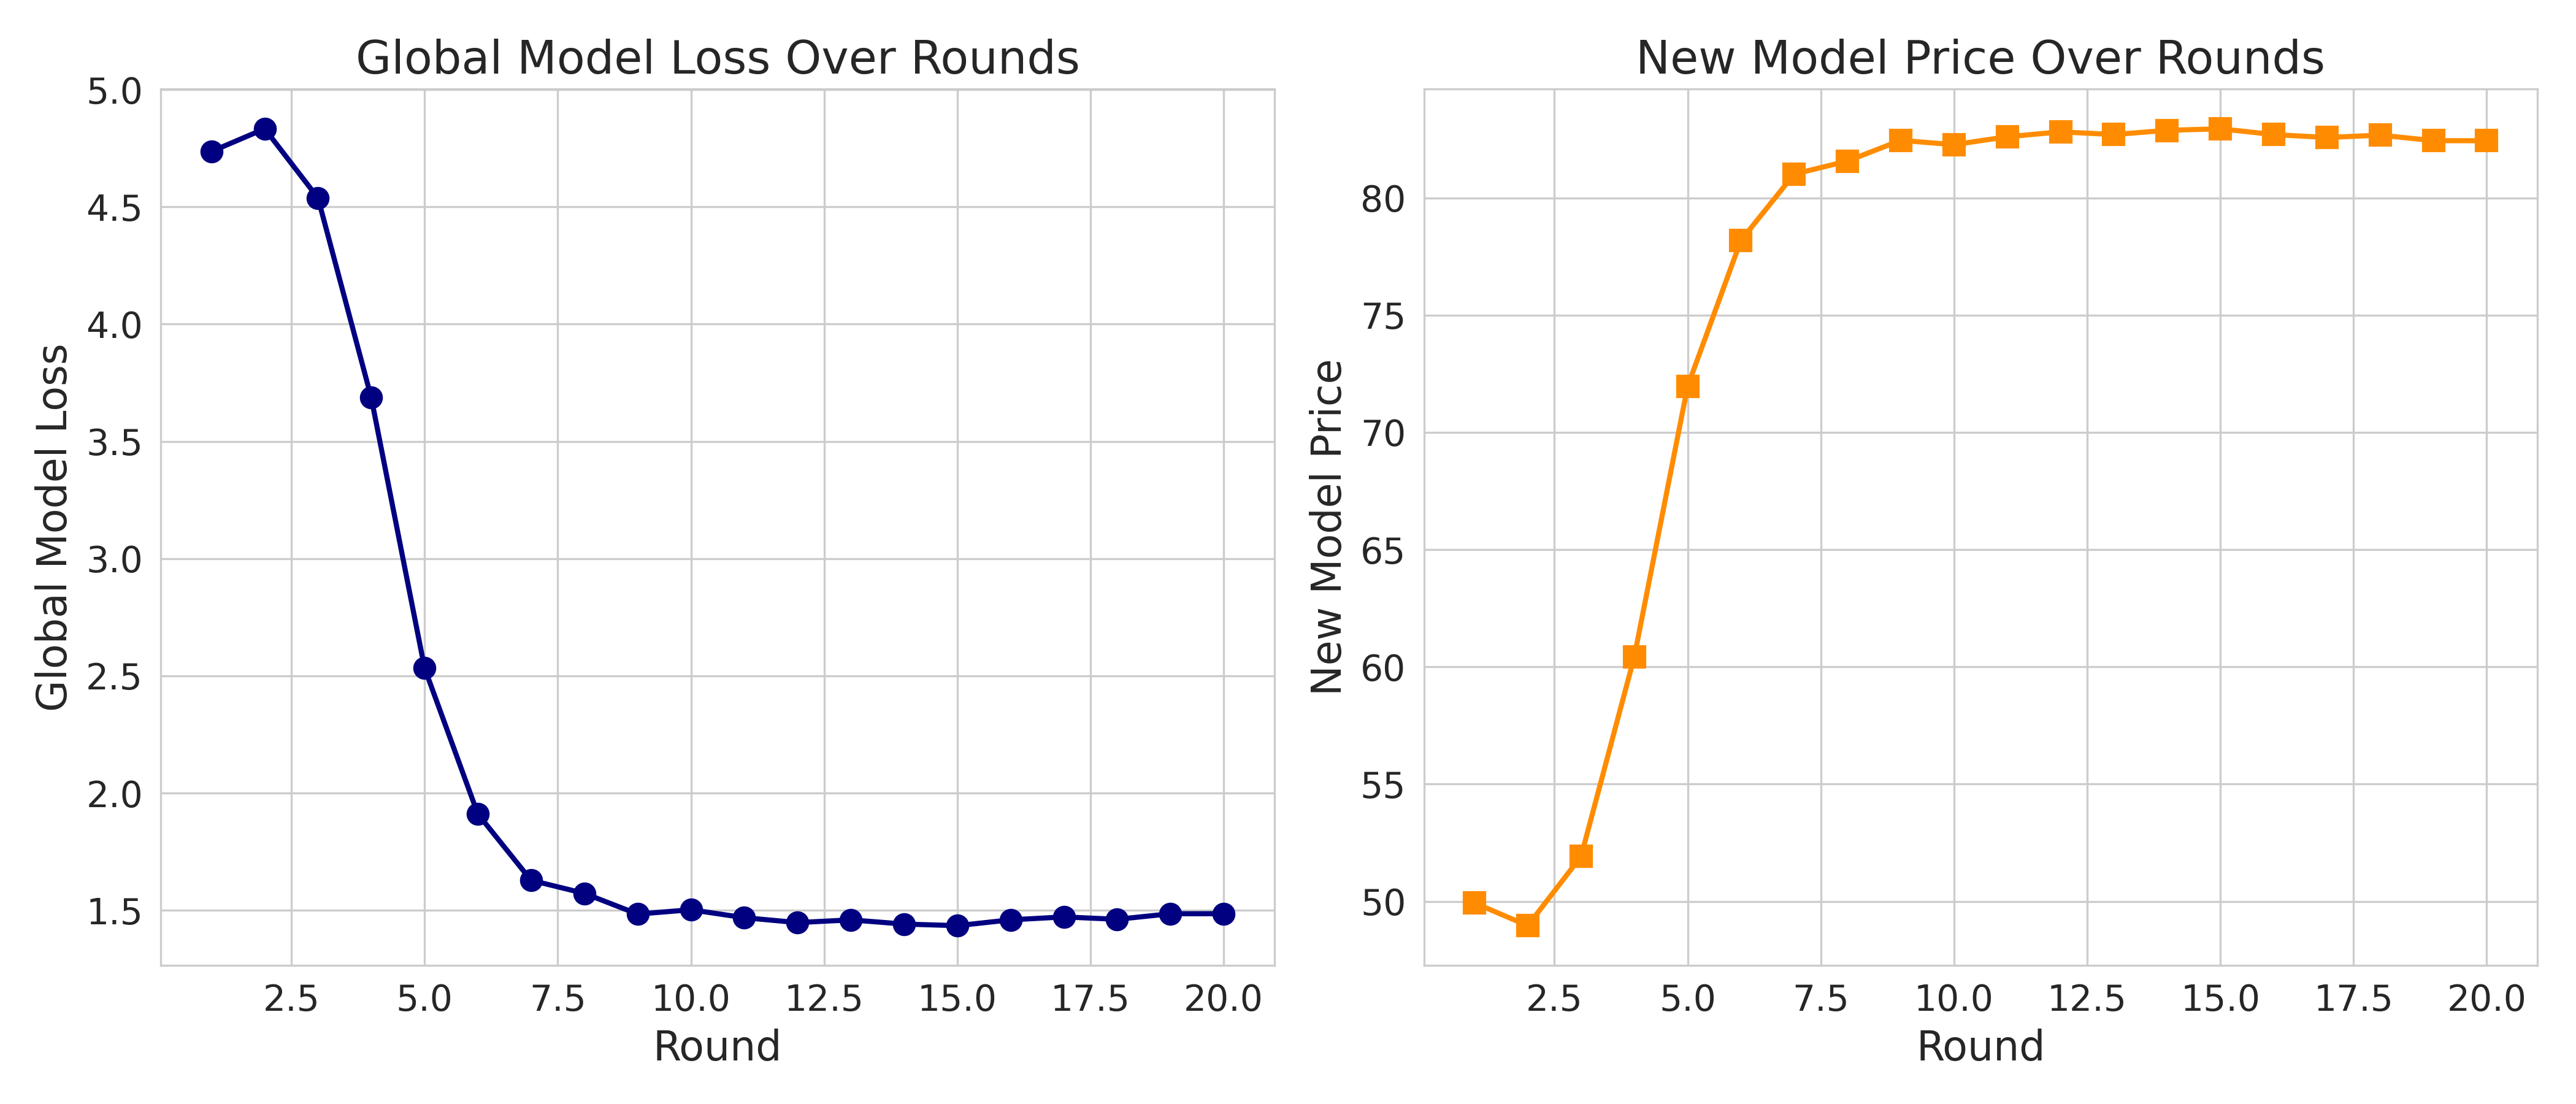 Global Model Loss Over Rounds
5.0
4.5
4.0
3.5
3.0
2.5
2.0
1.5
Global Model Loss
2.5 5.0 7.5 10.0 12.5 15.0 17.5 20.0
Round
New Model Price Over Rounds
80
75
70
65
60
55
50
New Model Price
2.5 5.0 7.5 10.0 12.5 15.0 17.5 20.0
Round